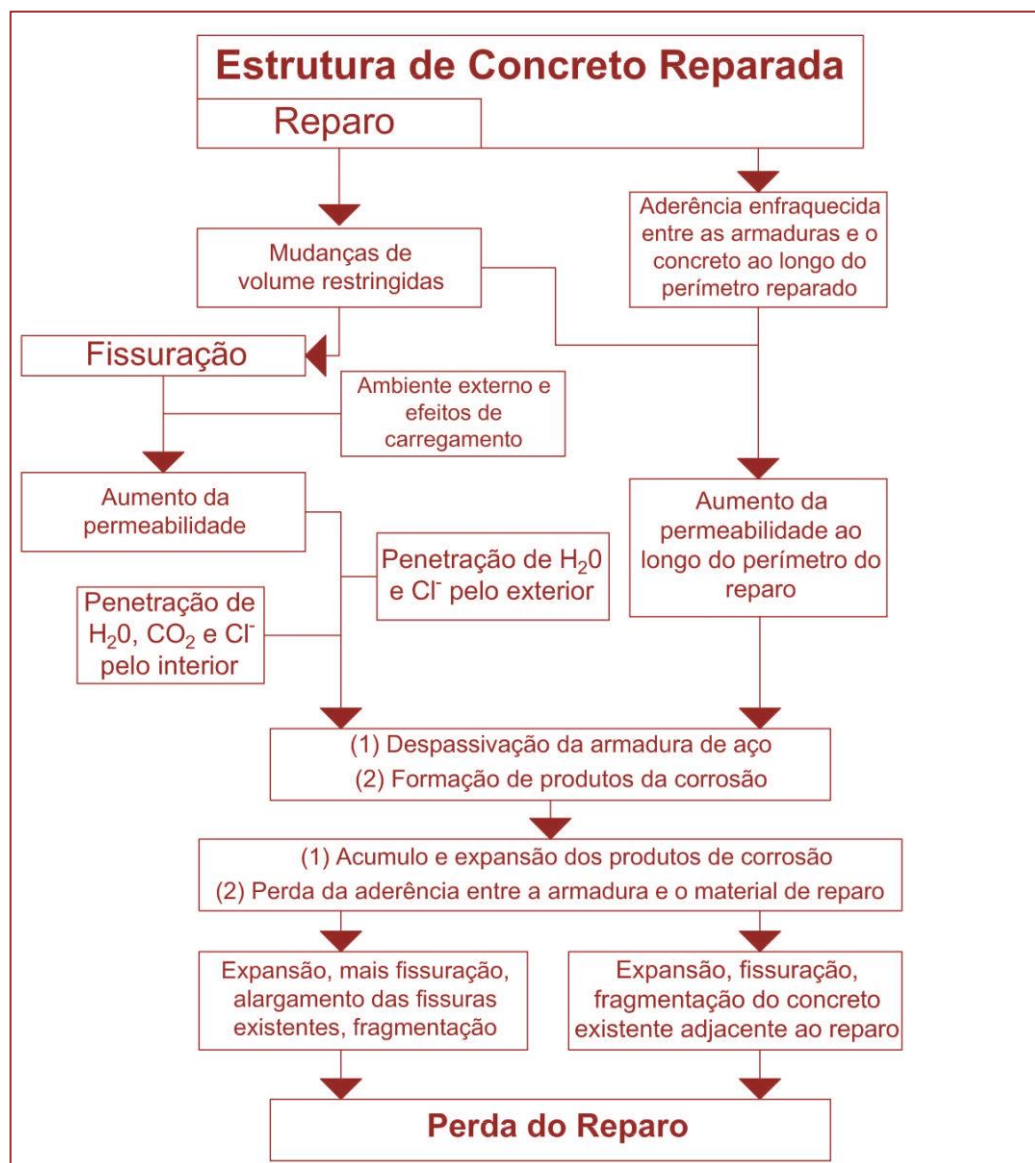 Estrutura de Concreto Reparada
Reparo
Aderência enfraquecida
entre as armaduras e o
concreto ao longo do
perímetro reparado
Mudanças de
volume restringidas
Fissuração
Ambiente externo e
efeitos de
carregamento
Aumento da
permeabilidade
Aumento da
permeabilidade ao
longo do perímetro do
reparo
Penetração de H₂0
e Cl⁻ pelo exterior
Penetração de
H₂0, CO₂ e Cl⁻
pelo interior
(1) Despassivação da armadura de aço
(2) Formação de produtos da corrosão
(1) Acumulo e expansão dos produtos de corrosão
(2) Perda da aderência entre a armadura e o material de reparo
Expansão, mais fissuração,
alargamento das fissuras
existentes, fragmentação
Expansão, fissuração,
fragmentação do concreto
existente adjacente ao reparo
Perda do Reparo